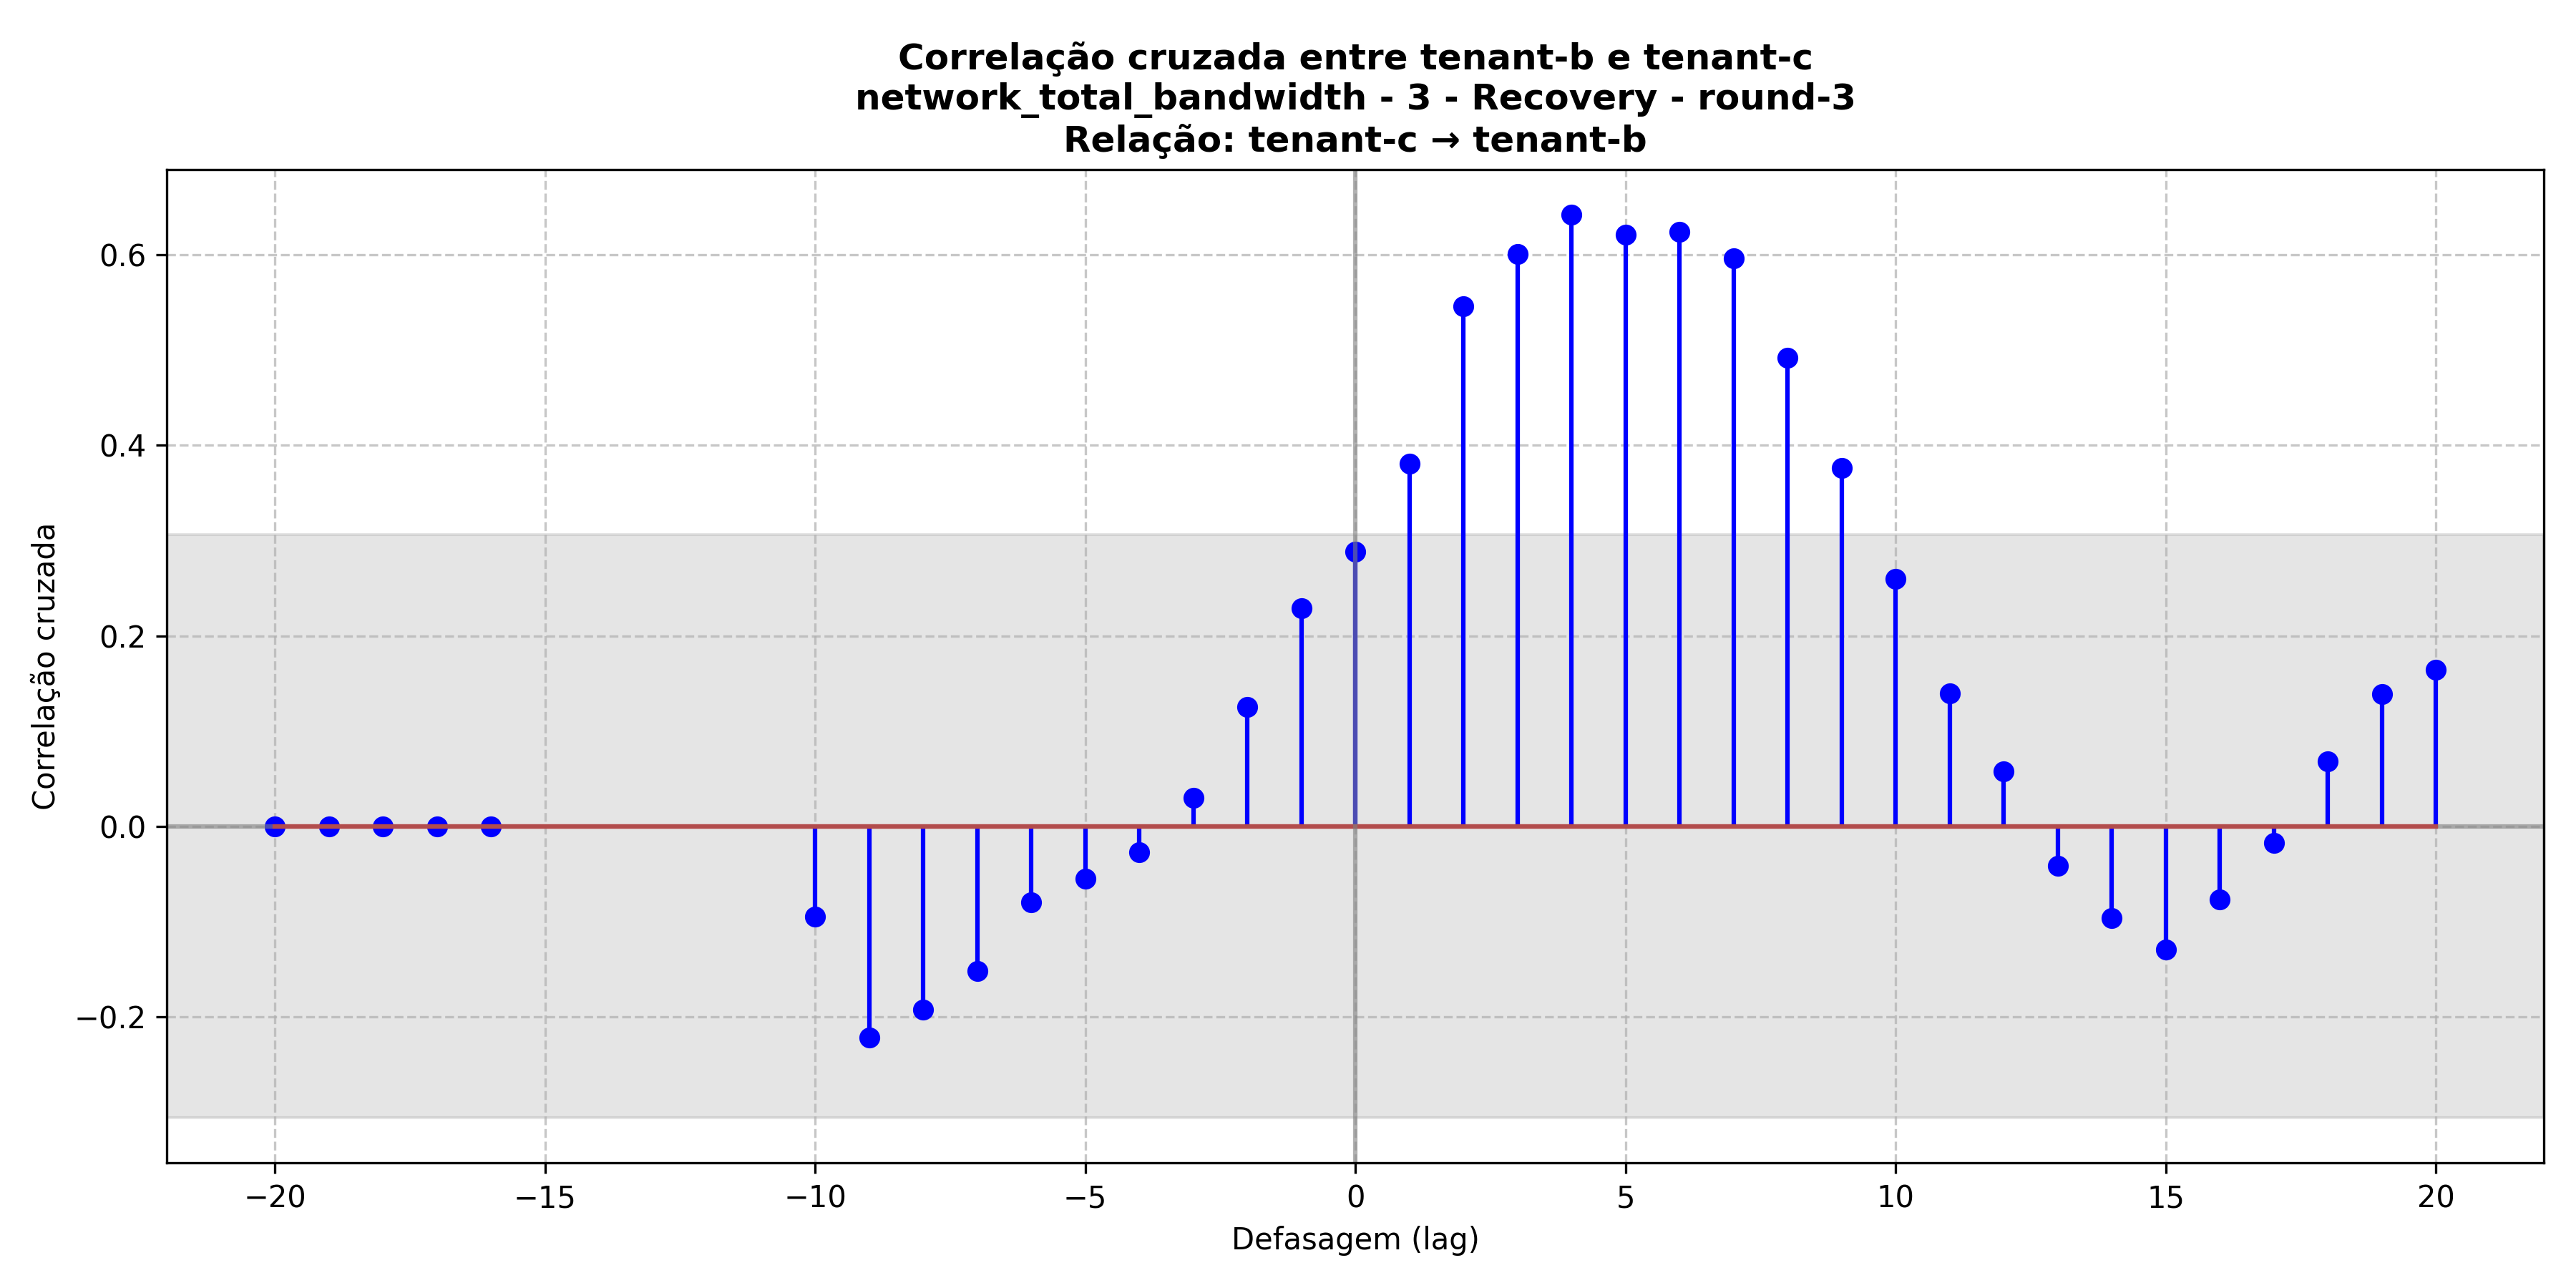 Correlação cruzada entre tenant-b e tenant-c
network_total_bandwidth - 3 - Recovery - round-3
Relação: tenant-c → tenant-b
Correlação cruzada
0.6
0.4
0.2
0.0
−0.2
−20 −15 −10 −5 0 5 10 15 20
Defasagem (lag)